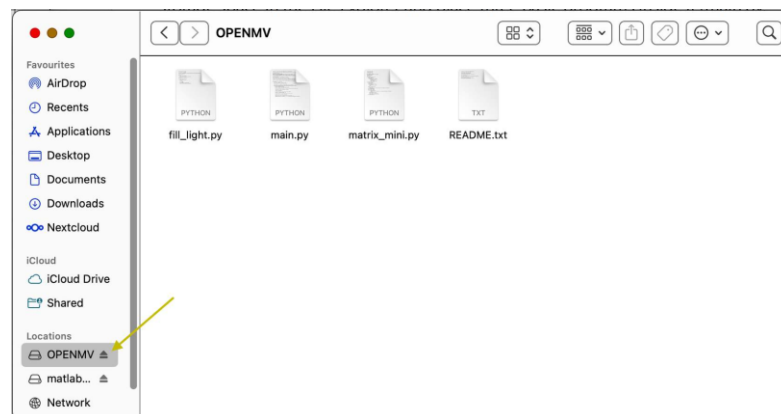 OPENMV
Favourites
AirDrop
Recents
Applications
Desktop
Documents
Downloads
Nextcloud
iCloud
iCloud Drive
Shared
Locations
OPENMV
matlab...
Network
PYTHON
PYTHON
PYTHON
TXT
fill_light.py
main.py
matrix_mini.py
README.txt